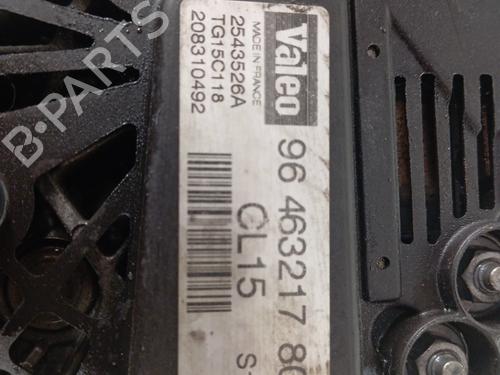 Valeo
MADE IN FRANCE
2543526A
TG15C118
208310492
96 463217 80
CL15
B-PARTS